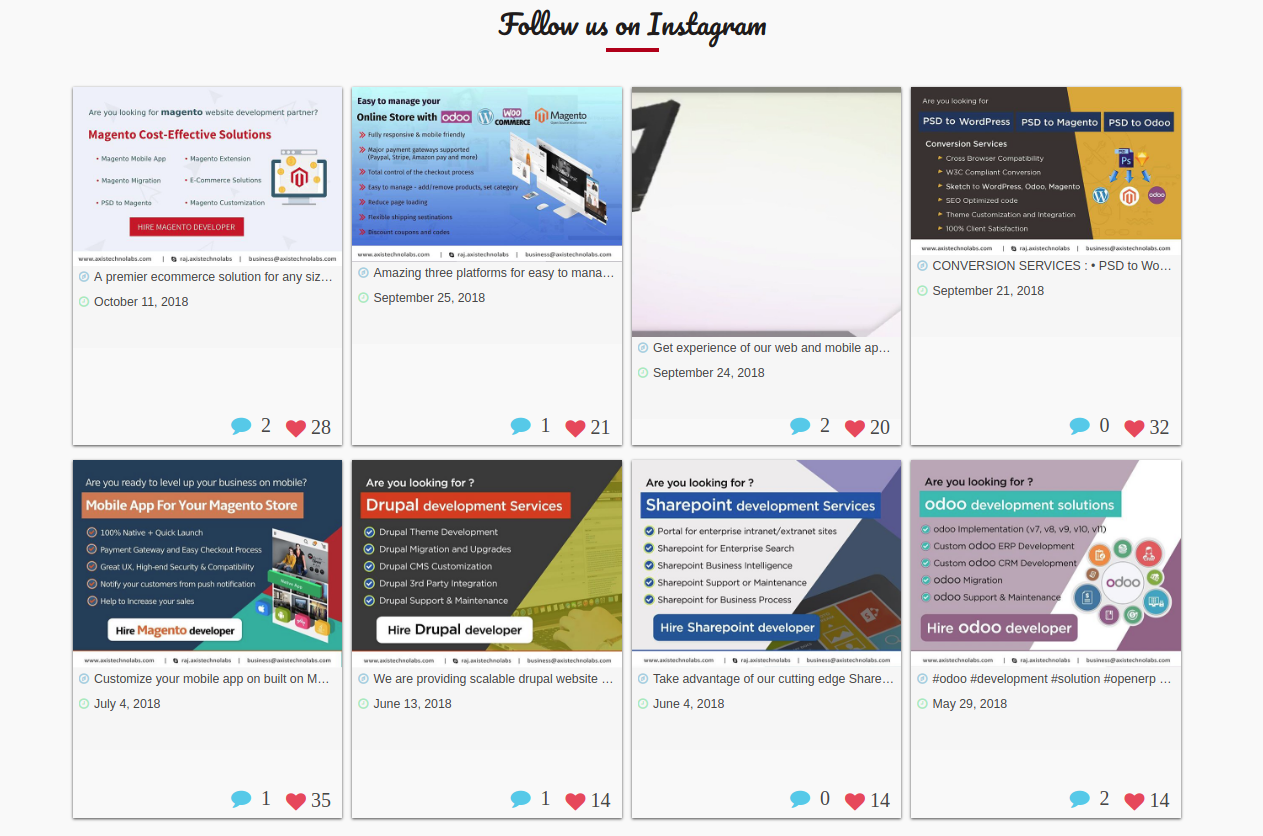 Follow us on Instagram
Are you looking for magento website development partner?
Magento Cost-Effective Solutions
• Magento Mobile App
• Magento Extension
• Magento Migration
• E-Commerce Solutions
• PSD to Magento
• Magento Customization
HIRE MAGENTO DEVELOPER
www.axistechnolabs.com | raj.axistechnolabs | business@axistechnolabs.com
A premier ecommerce solution for any siz...
October 11, 2018
2 28
Easy to manage your
Online Store with odoo WOO COMMERCE Magento
Fully responsive & mobile friendly
Major payment gateways supported
(Paypal, Stripe, Amazon pay and more)
Total control of the checkout process
Easy to manage - add/remove products, set category
Reduce page loading
Flexible shipping sestinations
Discount coupons and codes
www.axistechnolabs.com | raj.axistechnolabs | business@axistechnolabs.com
Amazing three platforms for easy to mana...
September 25, 2018
1 21
Get experience of our web and mobile ap...
September 24, 2018
2 20
Are you looking for
PSD to WordPress PSD to Magento PSD to Odoo
Conversion Services
Cross Browser Compatibility
W3C Compliant Conversion
Sketch to WordPress, Odoo, Magento
SEO Optimized code
Theme Customization and Integration
100% Client Satisfaction
Ps
odoo
www.axistechnolabs.com | raj.axistechnolabs | business@axistechnolabs.com
CONVERSION SERVICES : • PSD to Wo...
September 21, 2018
0 32
Are you ready to level up your business on mobile?
Mobile App For Your Magento Store
100% Native + Quick Launch
Payment Gateway and Easy Checkout Process
Great UX, High-end Security & Compatibility
Notify your customers from push notification
Help to Increase your sales
Hire Magento developer
www.axistechnolabs.com | raj.axistechnolabs | business@axistechnolabs.com
Customize your mobile app on built on M...
July 4, 2018
1 35
Are you looking for ?
Drupal development Services
Drupal Theme Development
Drupal Migration and Upgrades
Drupal CMS Customization
Drupal 3rd Party Integration
Drupal Support & Maintenance
Hire Drupal developer
www.axistechnolabs.com | raj.axistechnolabs | business@axistechnolabs.com
We are providing scalable drupal website ...
June 13, 2018
1 14
Are you looking for ?
Sharepoint development Services
Portal for enterprise intranet/extranet sites
Sharepoint for Enterprise Search
Sharepoint Business Intelligence
Sharepoint Support or Maintenance
Sharepoint for Business Process
Hire Sharepoint developer
www.axistechnolabs.com | raj.axistechnolabs | business@axistechnolabs.com
Take advantage of our cutting edge Share...
June 4, 2018
0 14
Are you looking for ?
odoo development solutions
odoo Implementation (v7, v8, v9, v10, v11)
Custom odoo ERP Development
Custom odoo CRM Development
odoo Migration
odoo Support & Maintenance
odoo
Hire odoo developer
www.axistechnolabs.com | raj.axistechnolabs | business@axistechnolabs.com
#odoo #development #solution #openerp ...
May 29, 2018
2 14